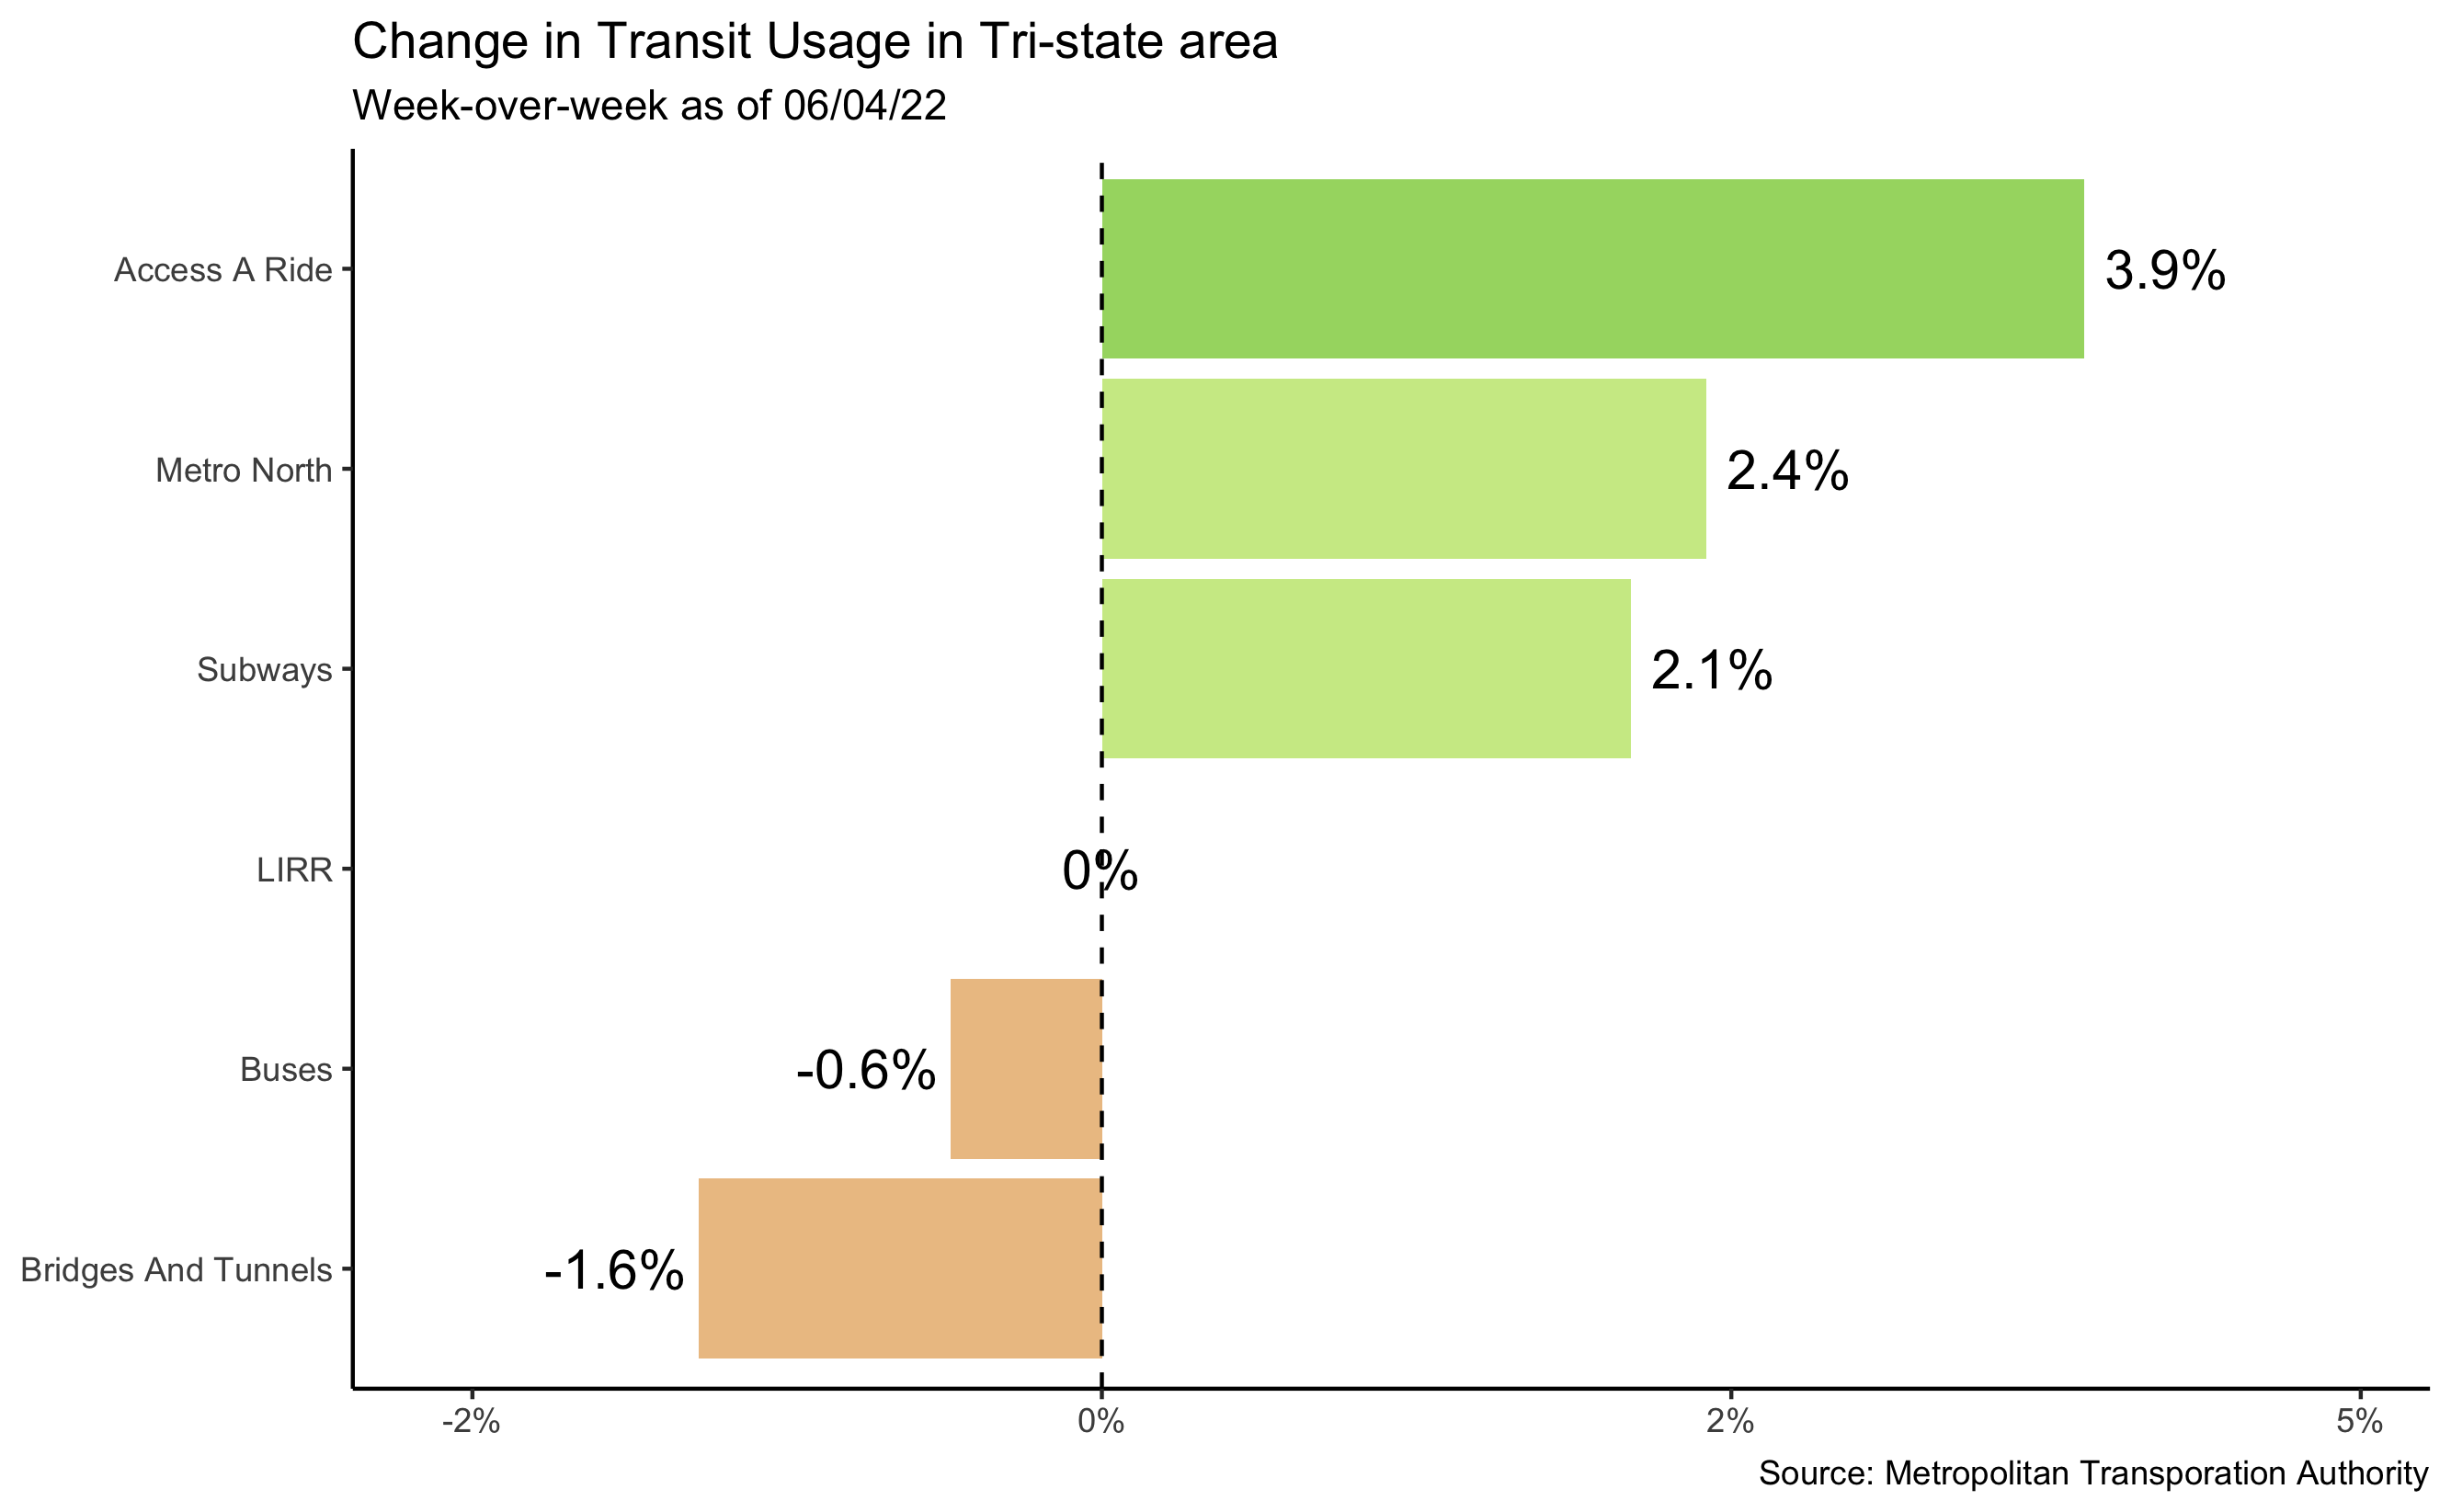 Change in Transit Usage in Tri-state area
Week-over-week as of 06/04/22
Access A Ride
3.9%
Metro North
2.4%
Subways
2.1%
LIRR
0%
Buses
-0.6%
Bridges And Tunnels
-1.6%
-2%
0%
2%
5%
Source: Metropolitan Transporation Authority